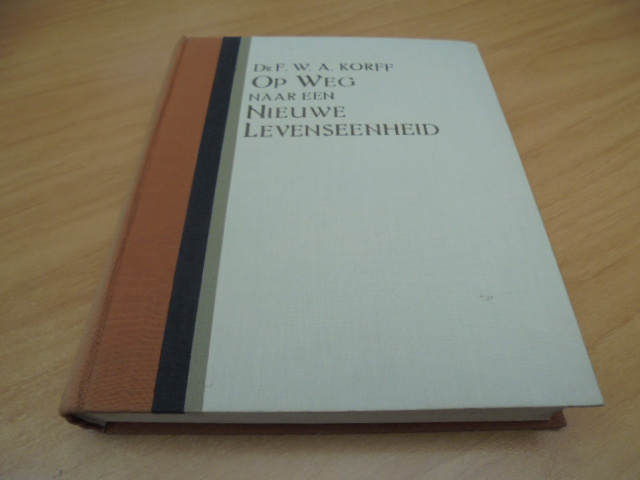 Dr F. W. A. KORFF
OP WEG
NAAR EEN
NIEUWE
LEVENSEENHEID